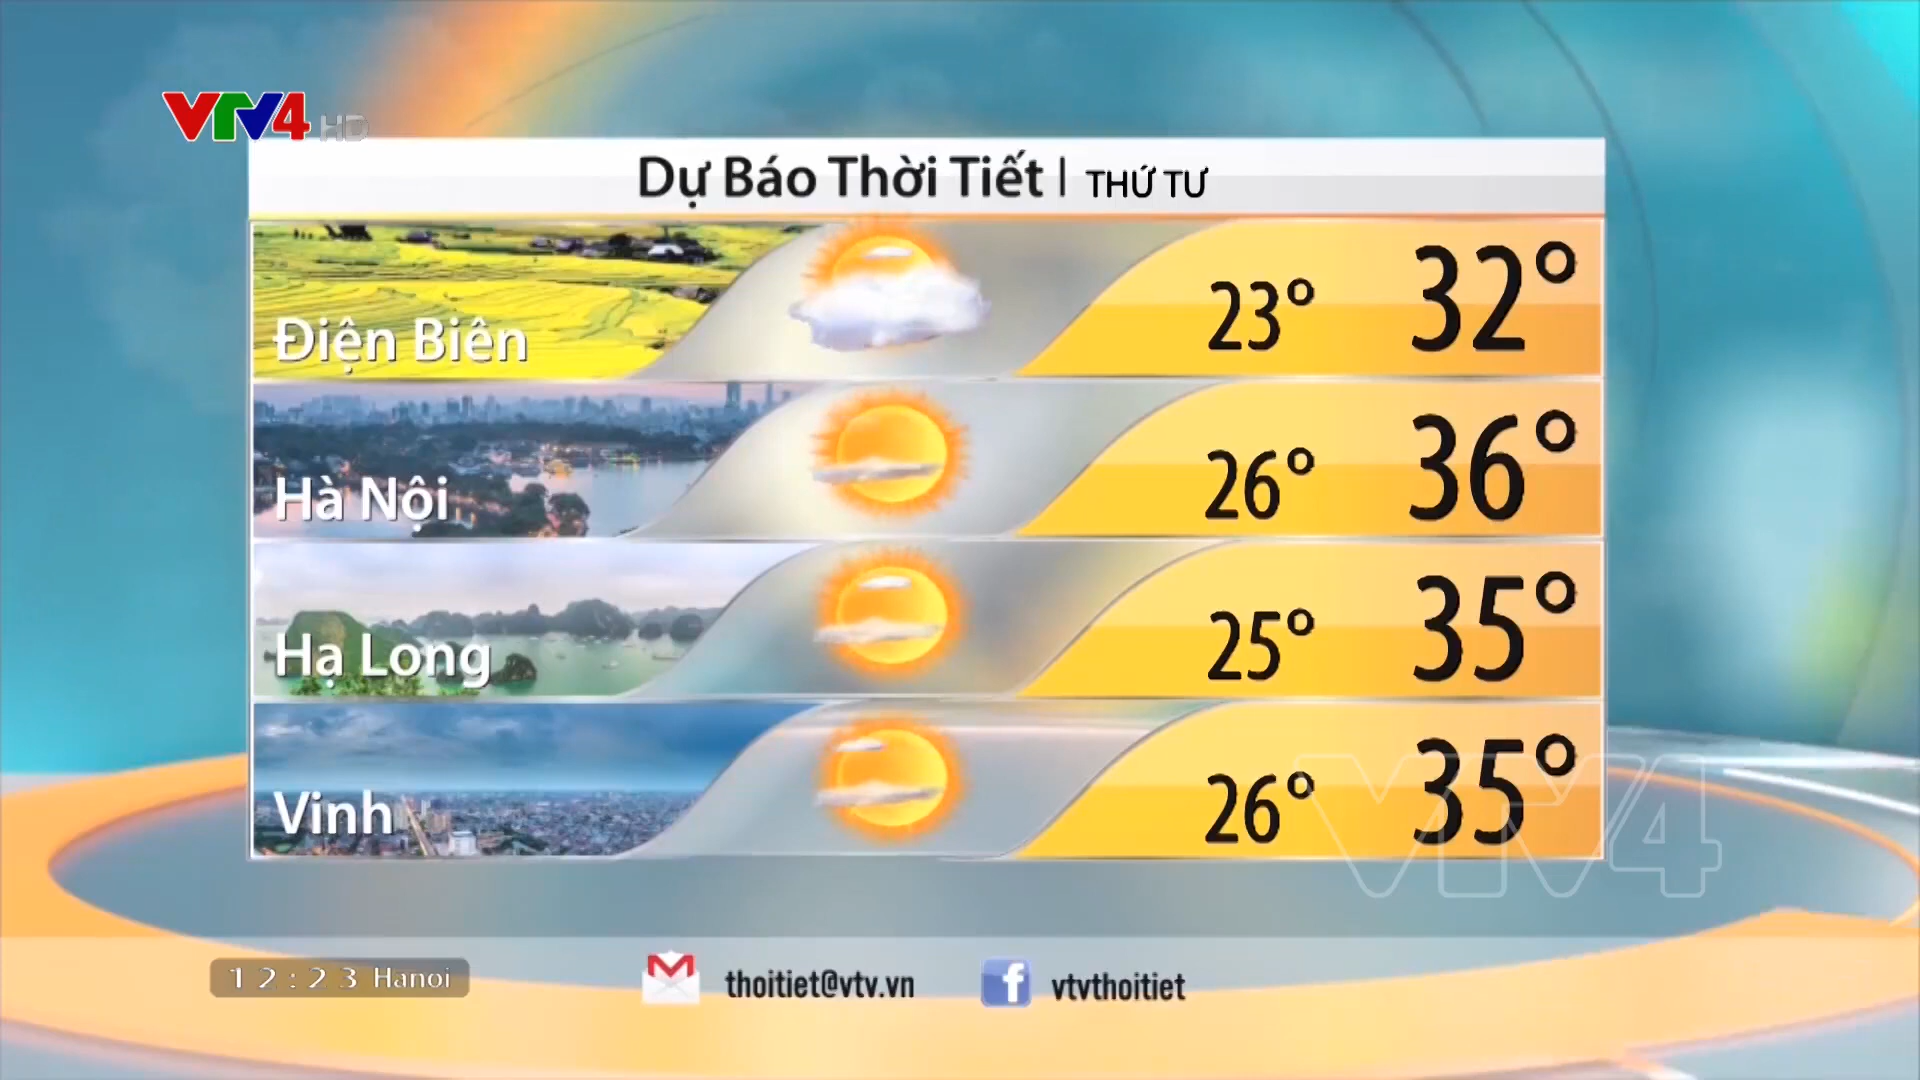 VTV4 HD
Dự Báo Thời Tiết | THỨ TƯ
Điện Biên 23° 32°
Hà Nội 26° 36°
Hạ Long 25° 35°
Vinh 26° 35°
VTV4
12:23 Hanoi thoitiet@vtv.vn f vtvthoitiet